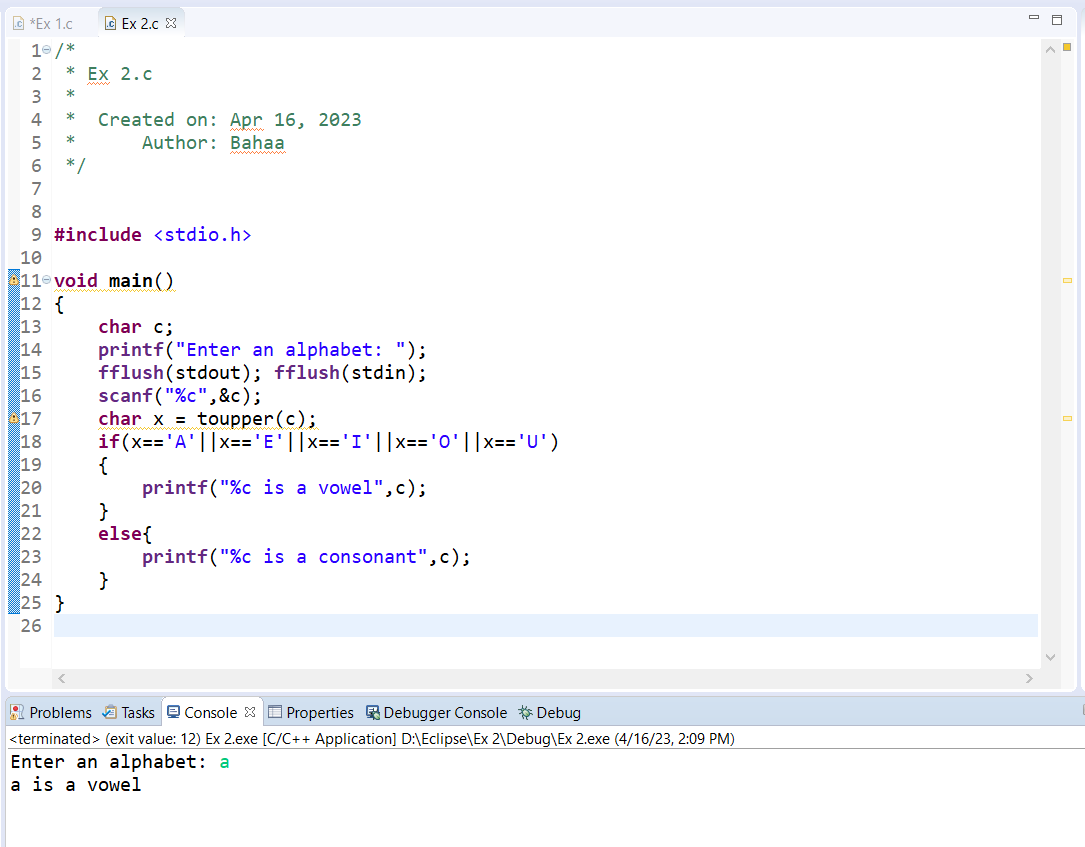 *Ex 1.c Ex 2.c
1 /*
2 * Ex 2.c
3 *
4 *  Created on: Apr 16, 2023
5 *      Author: Bahaa
6 */
7
8
9 #include <stdio.h>
10
11 void main()
12 {
13     char c;
14     printf("Enter an alphabet: ");
15     fflush(stdout); fflush(stdin);
16     scanf("%c",&c);
17     char x = toupper(c);
18     if(x=='A'||x=='E'||x=='I'||x=='O'||x=='U')
19     {
20         printf("%c is a vowel",c);
21     }
22     else{
23         printf("%c is a consonant",c);
24     }
25 }
26
Problems Tasks Console Properties Debugger Console Debug
<terminated> (exit value: 12) Ex 2.exe [C/C++ Application] D:\Eclipse\Ex 2\Debug\Ex 2.exe (4/16/23, 2:09 PM)
Enter an alphabet: a
a is a vowel